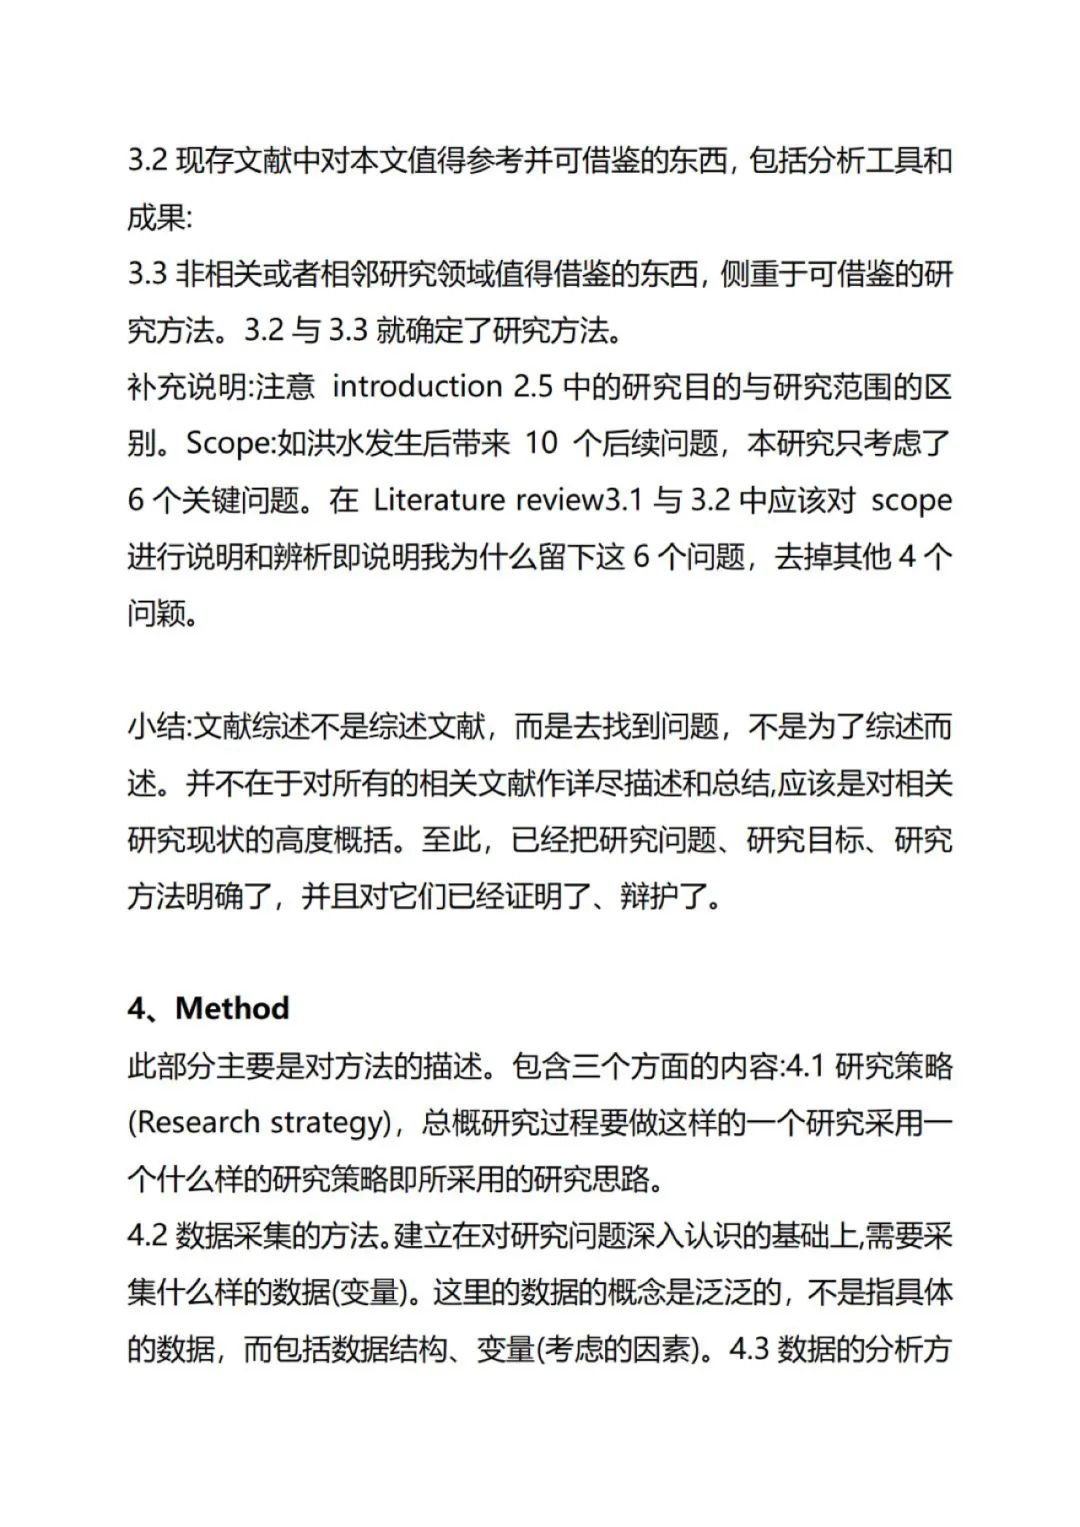 3.2 现存文献中对本文值得参考并可借鉴的东西, 包括分析工具和
成果:
3.3 非相关或者相邻研究领域值得借鉴的东西, 侧重于可借鉴的研
究方法。3.2 与 3.3 就确定了研究方法。
补充说明:注意 introduction 2.5 中的研究目的与研究范围的区
别。Scope:如洪水发生后带来 10 个后续问题，本研究只考虑了
6 个关键问题。在 Literature review3.1 与 3.2 中应该对 scope
进行说明和辨析即说明我为什么留下这 6 个问题，去掉其他 4 个
问颖。
小结:文献综述不是综述文献，而是去找到问题，不是为了综述而
述。并不在于对所有的相关文献作详尽描述和总结,应该是对相关
研究现状的高度概括。至此，已经把研究问题、研究目标、研究
方法明确了，并且对它们已经证明了、辩护了。
4、Method
此部分主要是对方法的描述。包含三个方面的内容:4.1 研究策略
(Research strategy)，总概研究过程要做这样的一个研究采用一
个什么样的研究策略即所采用的研究思路。
4.2 数据采集的方法。建立在对研究问题深入认识的基础上,需要采
集什么样的数据(变量)。这里的数据的概念是泛泛的，不是指具体
的数据，而包括数据结构、变量(考虑的因素)。4.3 数据的分析方